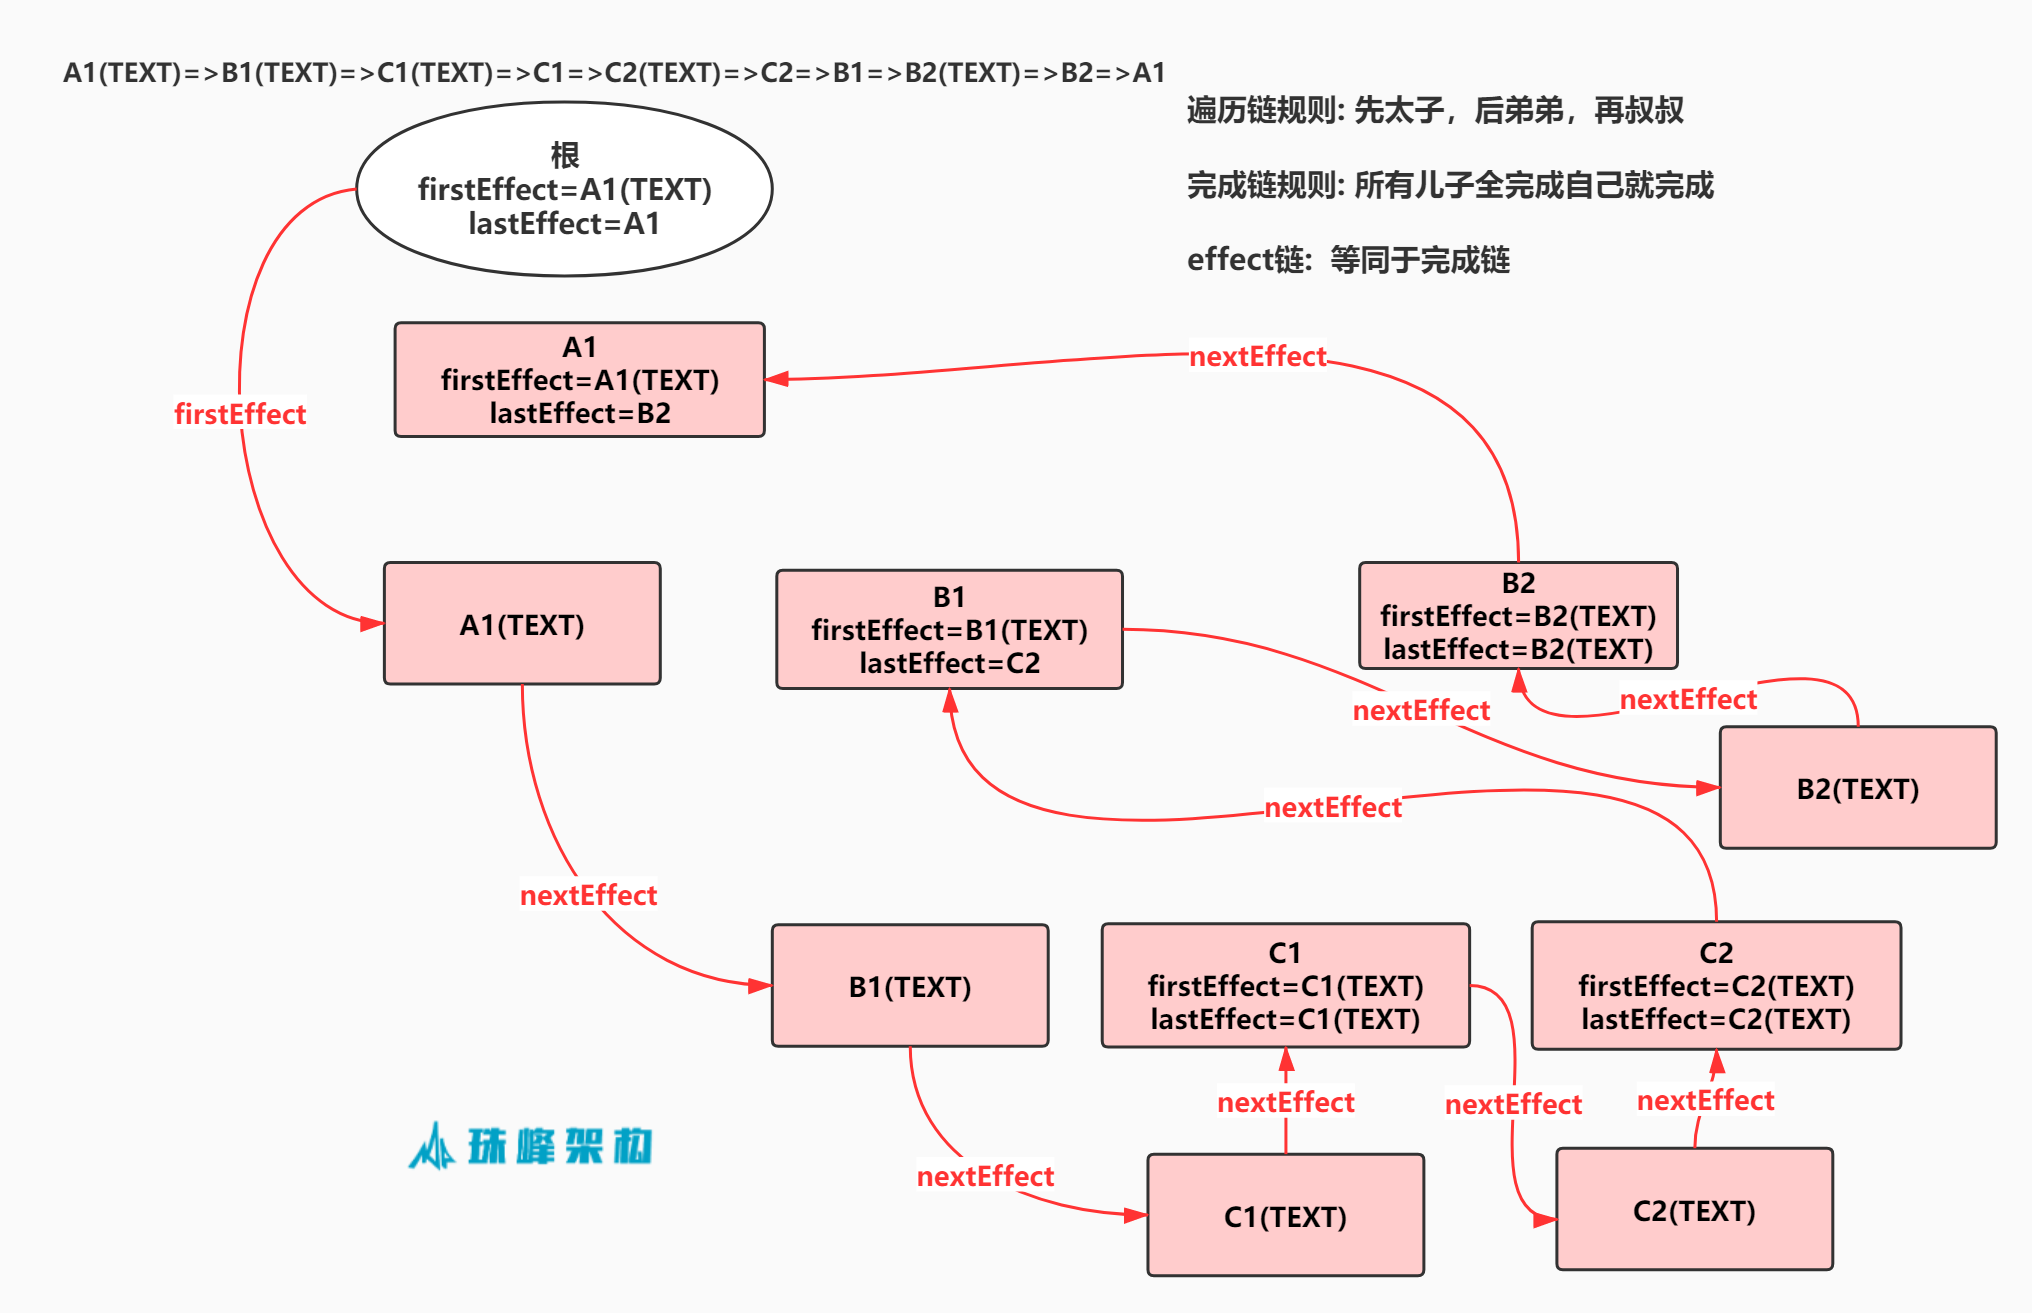 A1(TEXT)=>B1(TEXT)=>C1(TEXT)=>C1=>C2(TEXT)=>C2=>B1=>B2(TEXT)=>B2=>A1
遍历链规则: 先太子，后弟弟，再叔叔
完成链规则: 所有儿子全完成自己就完成
effect链:  等同于完成链
根
firstEffect=A1(TEXT)
lastEffect=A1
A1
firstEffect=A1(TEXT)
lastEffect=B2
nextEffect
firstEffect
A1(TEXT)
B1
firstEffect=B1(TEXT)
lastEffect=C2
B2
firstEffect=B2(TEXT)
lastEffect=B2(TEXT)
nextEffect
nextEffect
B2(TEXT)
nextEffect
nextEffect
B1(TEXT)
C1
firstEffect=C1(TEXT)
lastEffect=C1(TEXT)
C2
firstEffect=C2(TEXT)
lastEffect=C2(TEXT)
nextEffect
nextEffect
nextEffect
nextEffect
C1(TEXT)
C2(TEXT)
珠峰架构